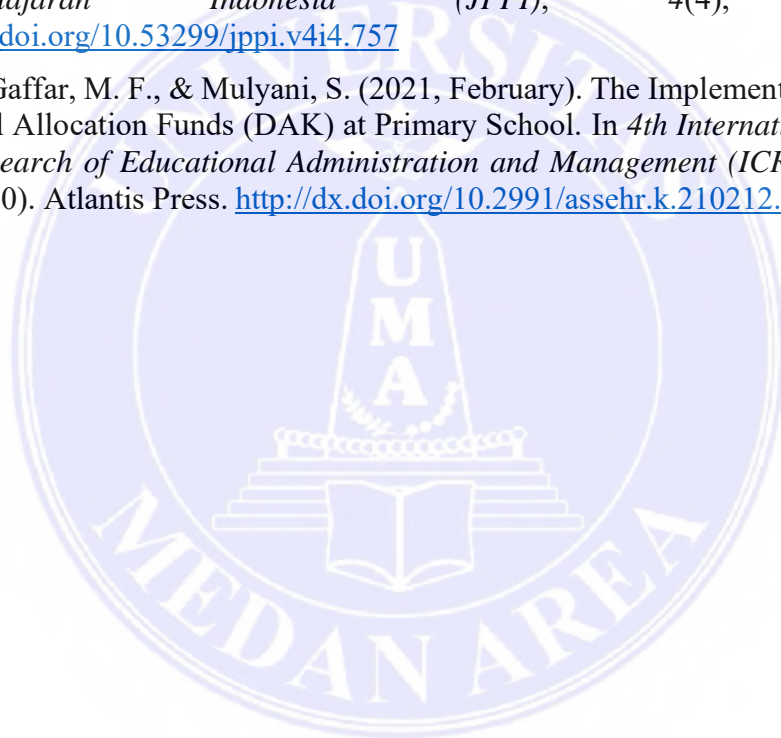 Indonesia (JPPI), 4(4),
doi.org/10.53299/jppi.v4i4.757
Gaffar, M. F., & Mulyani, S. (2021, February). The Implement
l Allocation Funds (DAK) at Primary School. In 4th Internati
earch of Educational Administration and Management (ICR
0). Atlantis Press. http://dx.doi.org/10.2991/assehr.k.210212.
UNIVERSITAS
U
M
A
MEDAN AREA